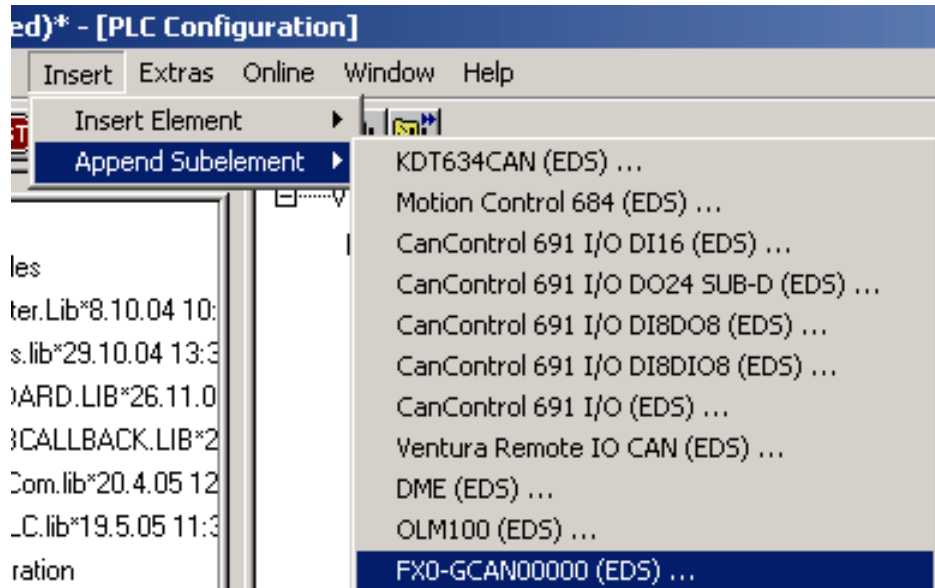 ed)* - [PLC Configuration]
Insert Extras Online Window Help
Insert Element
Append Subelement
KDT634CAN (EDS) ...
Motion Control 684 (EDS) ...
CanControl 691 I/O DI16 (EDS) ...
CanControl 691 I/O DO24 SUB-D (EDS) ...
CanControl 691 I/O DI8DO8 (EDS) ...
CanControl 691 I/O DI8DIO8 (EDS) ...
CanControl 691 I/O (EDS) ...
Ventura Remote IO CAN (EDS) ...
DME (EDS) ...
OLM100 (EDS) ...
FX0-GCAN00000 (EDS) ...
les
ter.Lib*8.10.04 10:
s.lib*29.10.04 13:3
ARD.LIB*26.11.0
CALLBACK.LIB*2
Com.lib*20.4.05 12
LC.lib*19.5.05 11:3
ration